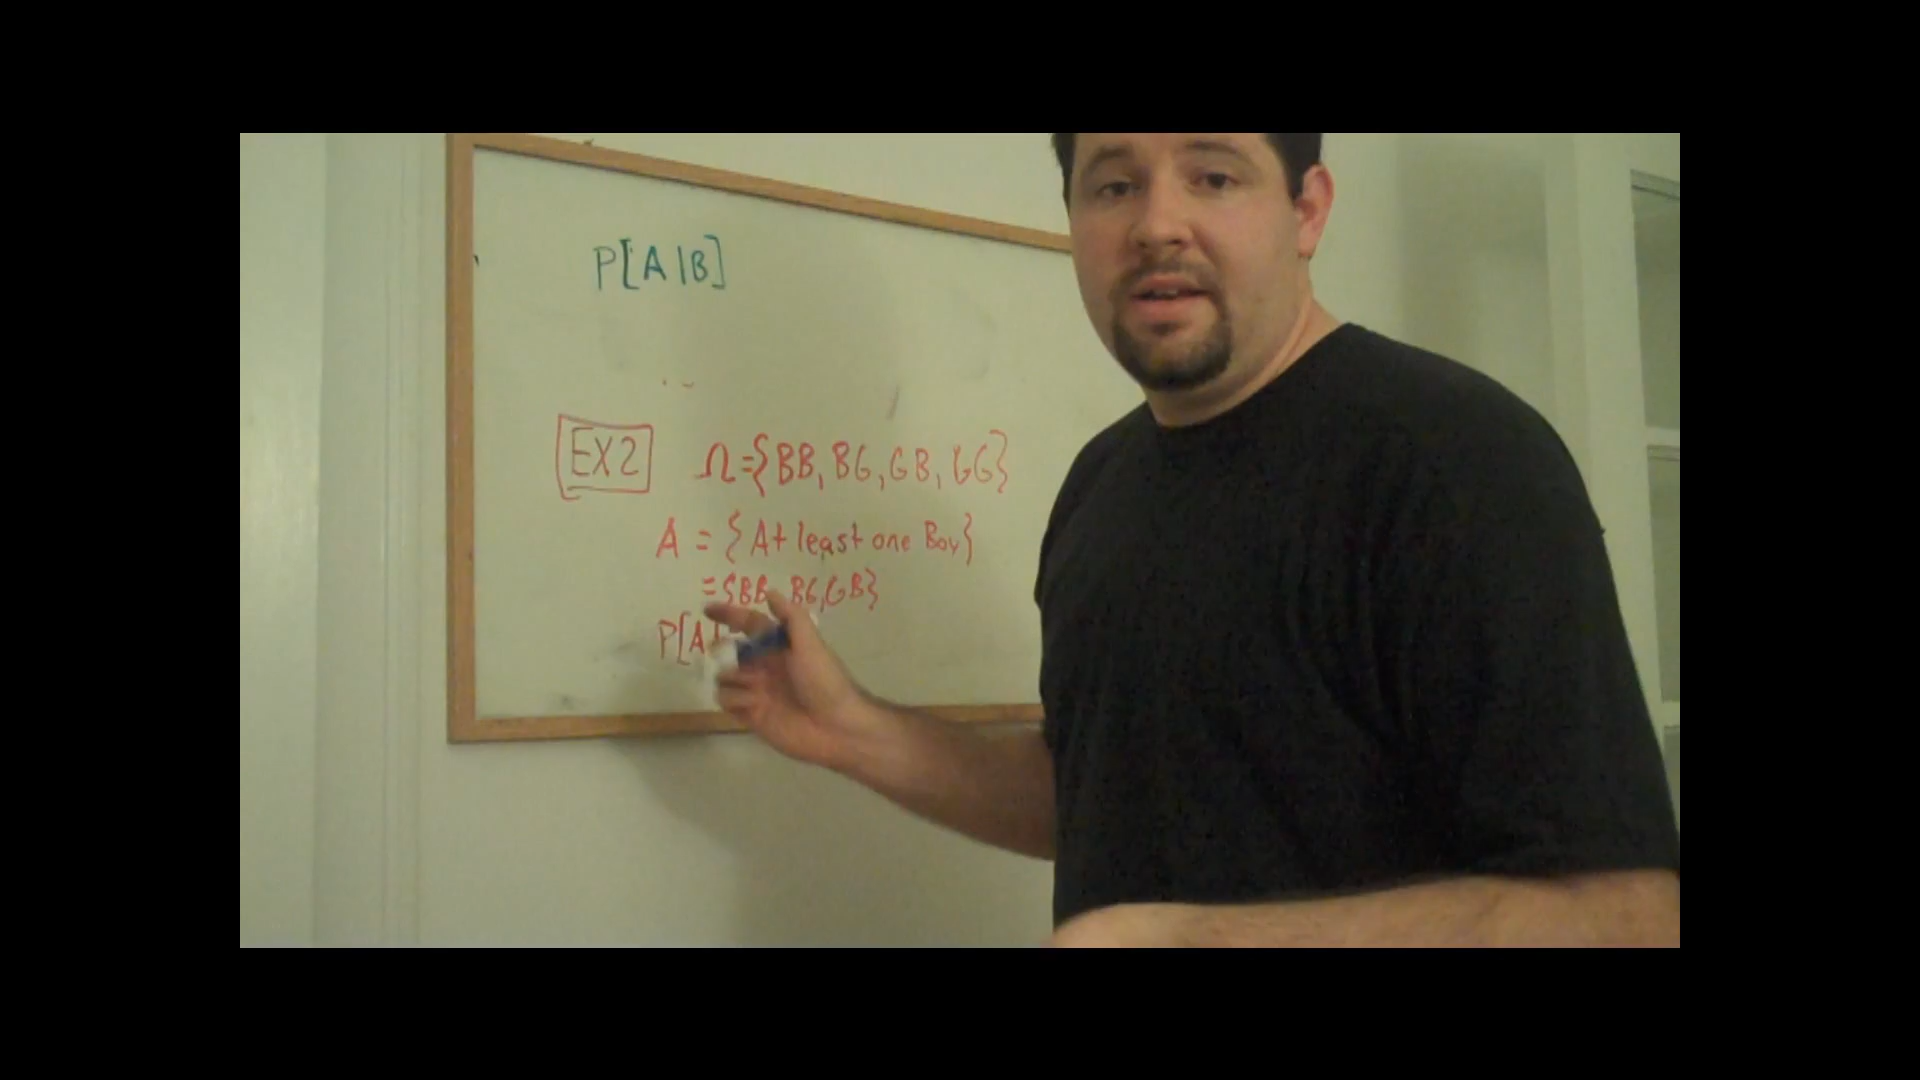 P[A|B]
EX2 Ω={BB, BG, GB, GG}
A = {At least one Boy}
={BB, BG, GB}
P[A]